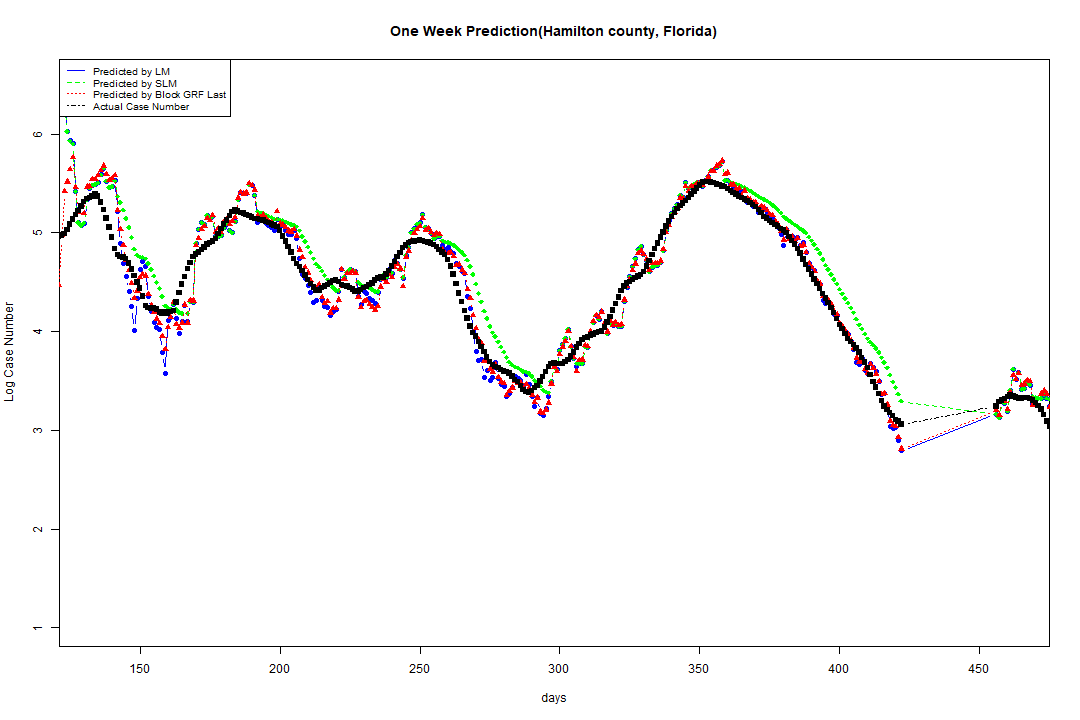 One Week Prediction(Hamilton county, Florida)
Predicted by LM
Predicted by SLM
Predicted by Block GRF Last
Actual Case Number
6
5
4
3
2
1
Log Case Number
150 200 250 300 350 400 450
days